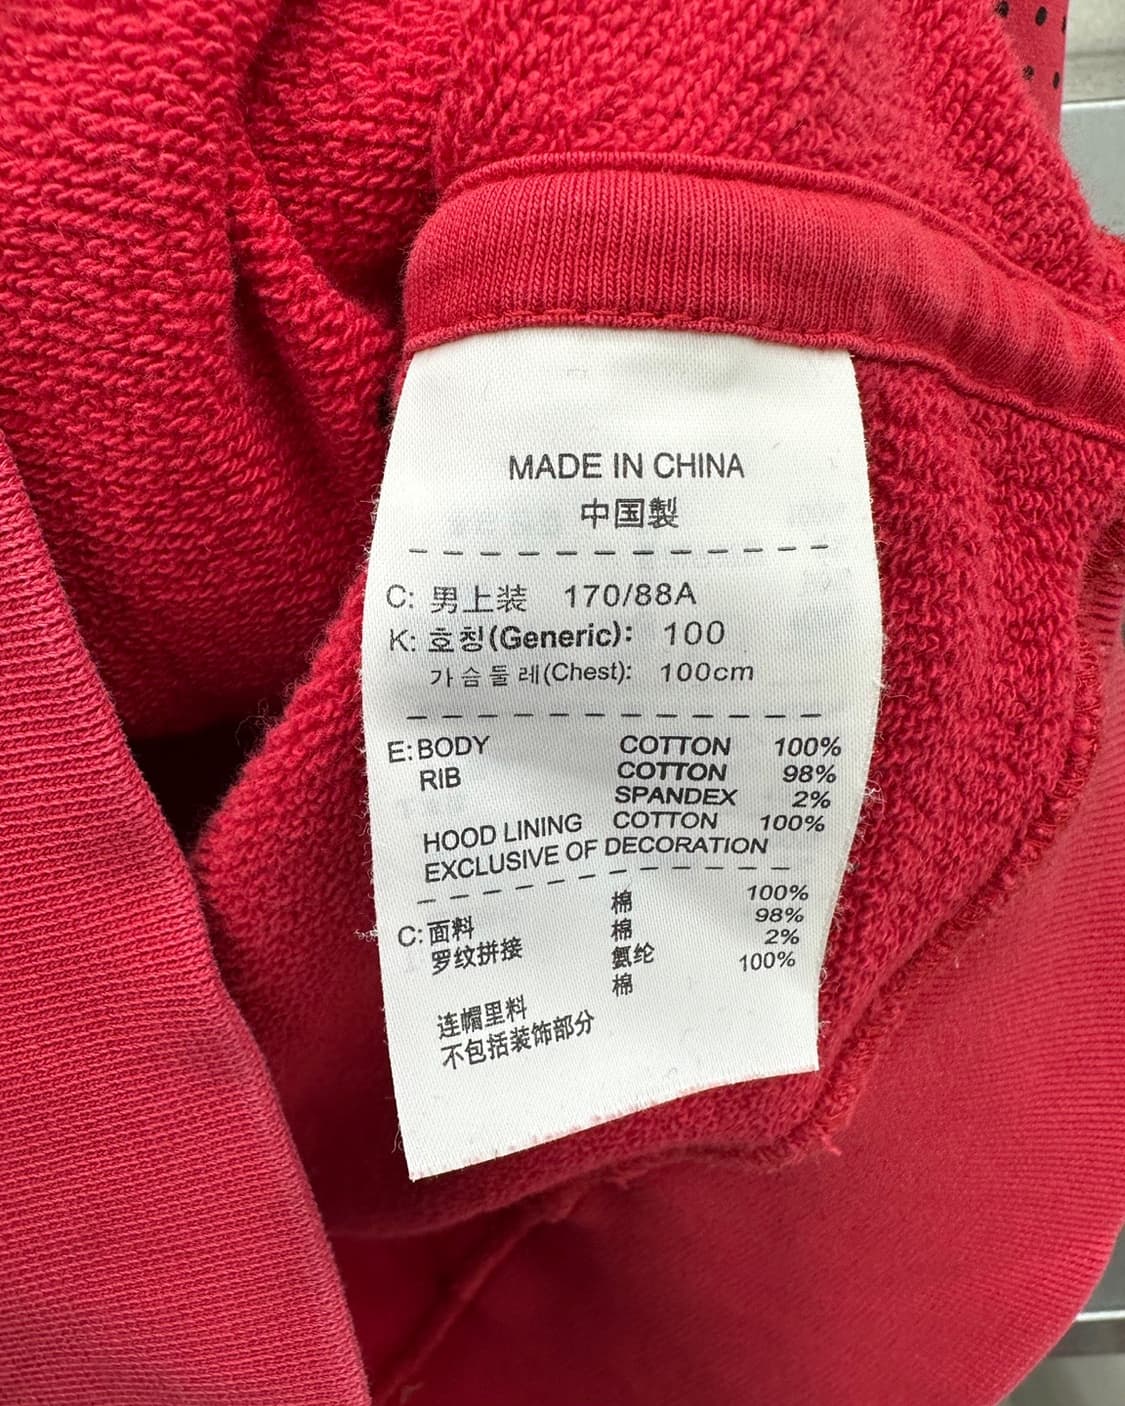 MADE IN CHINA
中国製
C: 男上装 170/88A
K: 호칭(Generic): 100
가슴둘레(Chest): 100cm
E: BODY COTTON 100%
RIB COTTON 98%
SPANDEX 2%
HOOD LINING COTTON 100%
EXCLUSIVE OF DECORATION
C: 面料 棉 100%
罗纹拼接 棉 98%
氨纶 2%
连帽里料 棉 100%
不包括装饰部分